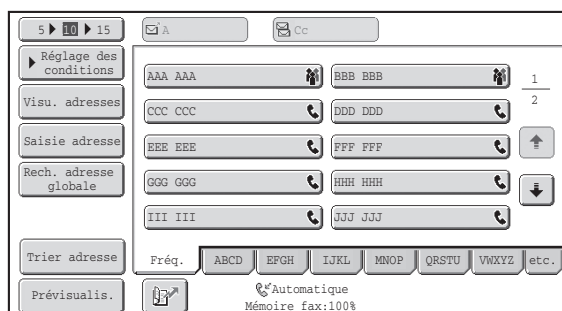 5 10 15
A
Cc
Réglage des
conditions
Visu. adresses
Saisie adresse
Rech. adresse
globale
Trier adresse
Prévisualis.
AAA AAA
BBB BBB
CCC CCC
DDD DDD
EEE EEE
FFF FFF
GGG GGG
HHH HHH
III III
JJJ JJJ
1
2
Fréq. ABCD EFGH IJKL MNOP QRSTU VWXYZ etc.
Automatique
Mémoire fax:100%